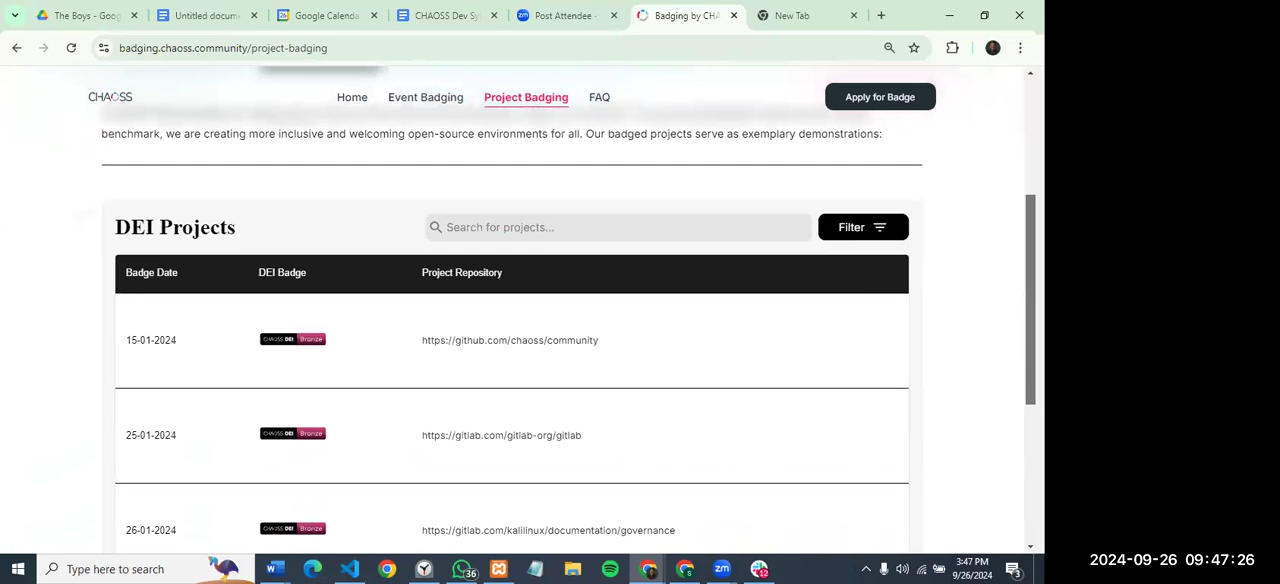 The Boys - Goog
Untitled docum
Google Calenda
CHAOSS Dev Sy
Post Attendee -
Badging by CHA
New Tab
badging.chaoss.community/project-badging
CHAOSS
Home
Event Badging
Project Badging
FAQ
Apply for Badge
benchmark, we are creating more inclusive and welcoming open-source environments for all. Our badged projects serve as exemplary demonstrations:
DEI Projects
Search for projects...
Filter
Badge Date
DEI Badge
Project Repository
15-01-2024
CHAOSS DEI Bronze
https://github.com/chaoss/community
25-01-2024
CHAOSS DEI Bronze
https://gitlab.com/gitlab-org/gitlab
26-01-2024
CHAOSS DEI Bronze
https://gitlab.com/kalilinux/documentation/governance
Type here to search
36
12
3:47 PM
9/26/2024
3
2024-09-26 09:47:26